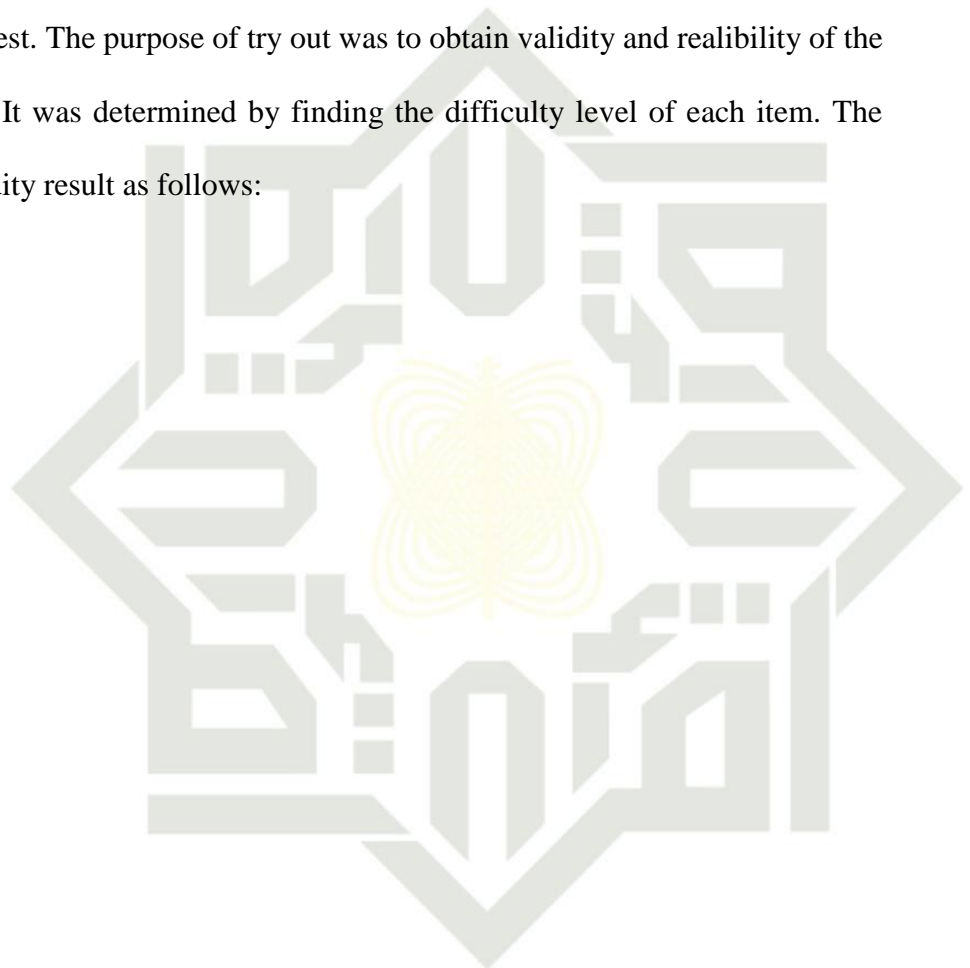 est. The purpose of try out was to obtain validity and realibility of the
It was determined by finding the difficulty level of each item. The
ity result as follows: